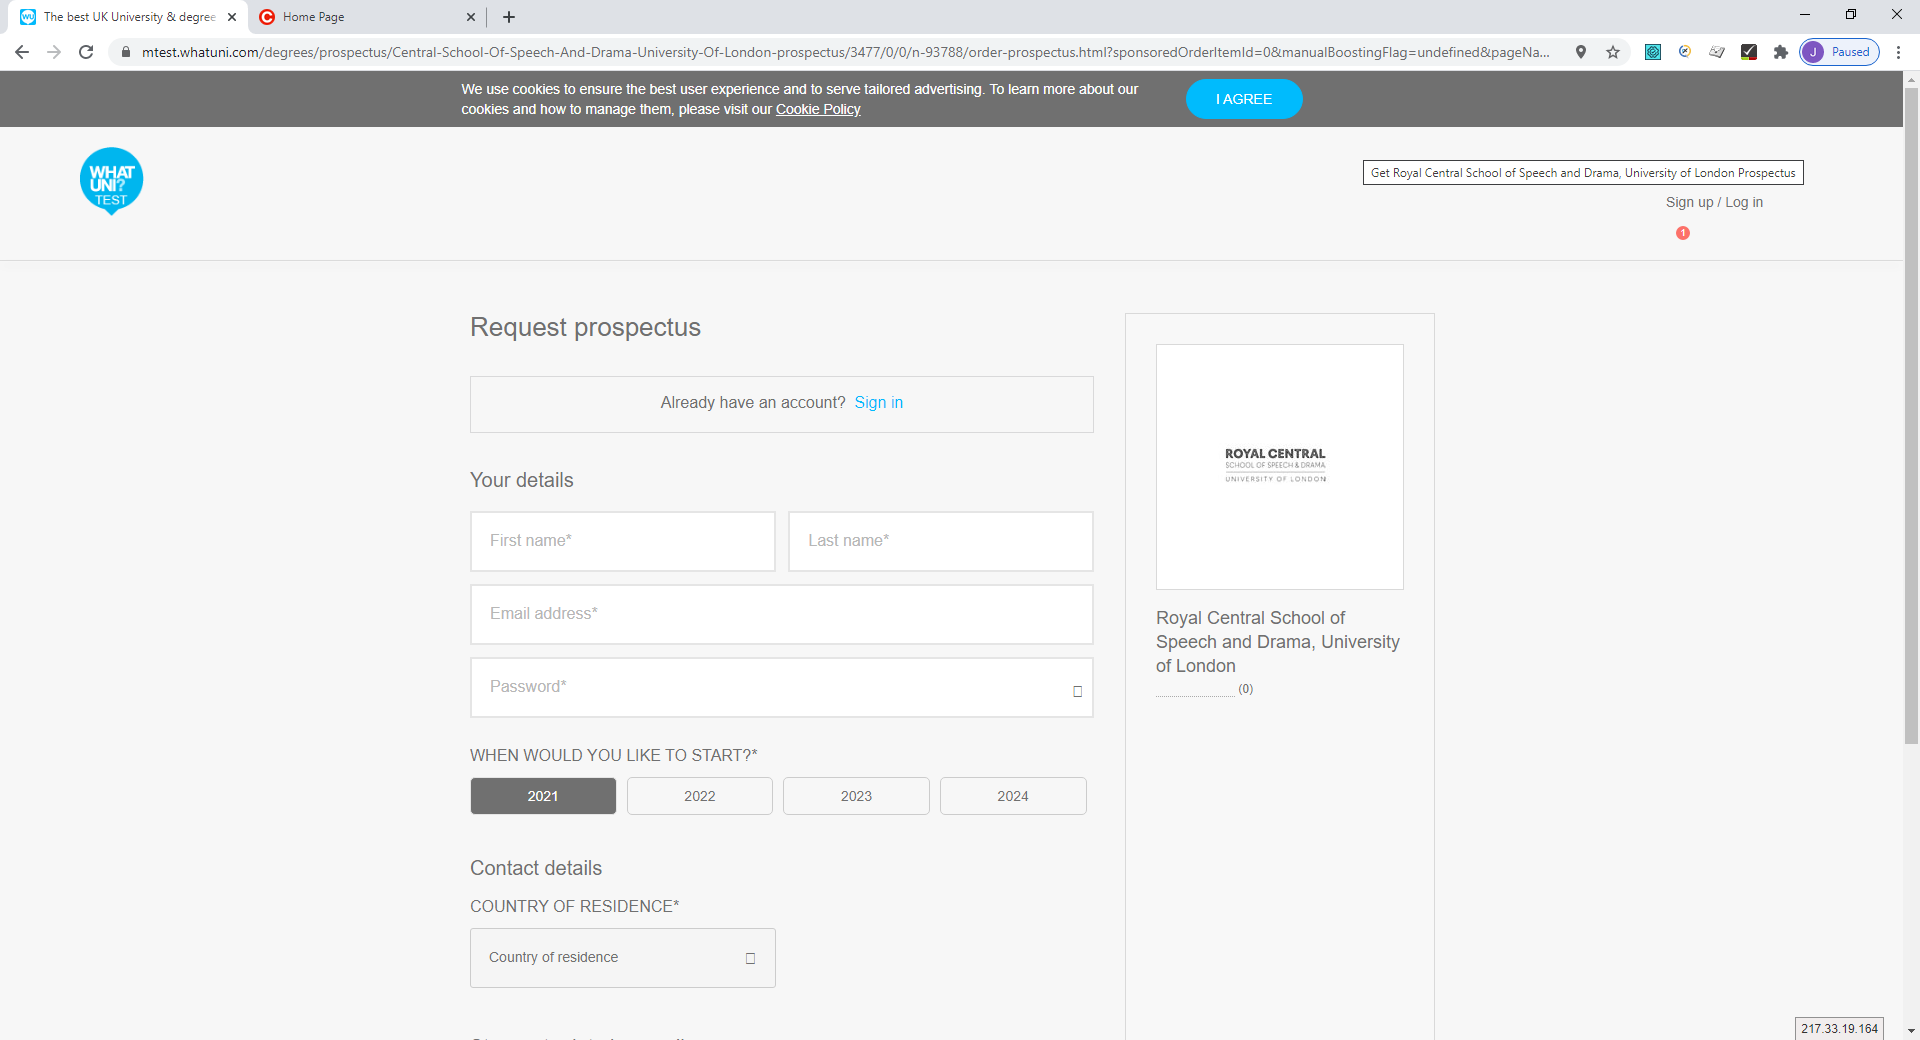 The best UK University & degree
Home Page
mtest.whatuni.com/degrees/prospectus/Central-School-Of-Speech-And-Drama-University-Of-London-prospectus/3477/0/0/n-93788/order-prospectus.html?sponsoredOrderItemId=0&manualBoostingFlag=undefined&pageNa...
J Paused
We use cookies to ensure the best user experience and to serve tailored advertising. To learn more about our
cookies and how to manage them, please visit our Cookie Policy
I AGREE
WHAT
UNI?
TEST
Get Royal Central School of Speech and Drama, University of London Prospectus
Sign up / Log in
1
Request prospectus
Already have an account? Sign in
Your details
First name*
Last name*
Email address*
Password*
WHEN WOULD YOU LIKE TO START?*
2021
2022
2023
2024
Contact details
COUNTRY OF RESIDENCE*
Country of residence
ROYAL CENTRAL
SCHOOL OF SPEECH & DRAMA
UNIVERSITY OF LONDON
Royal Central School of
Speech and Drama, University
of London
(0)
217.33.19.164